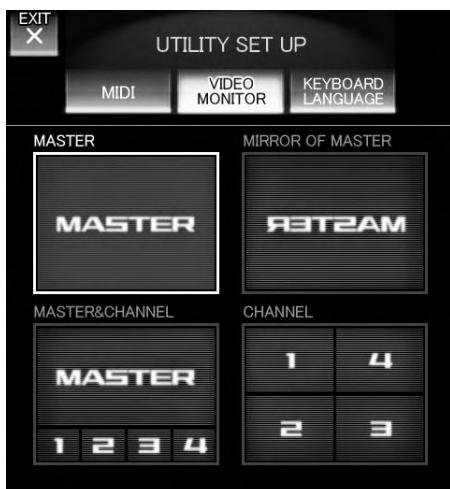 EXIT
×
UTILITY SET UP
MIDI
VIDEO
MONITOR
KEYBOARD
LANGUAGE
MASTER
MIRROR OF MASTER
MASTER
MASTER
MASTER&CHANNEL
CHANNEL
MASTER
1 2 3 4
1 4
2 3